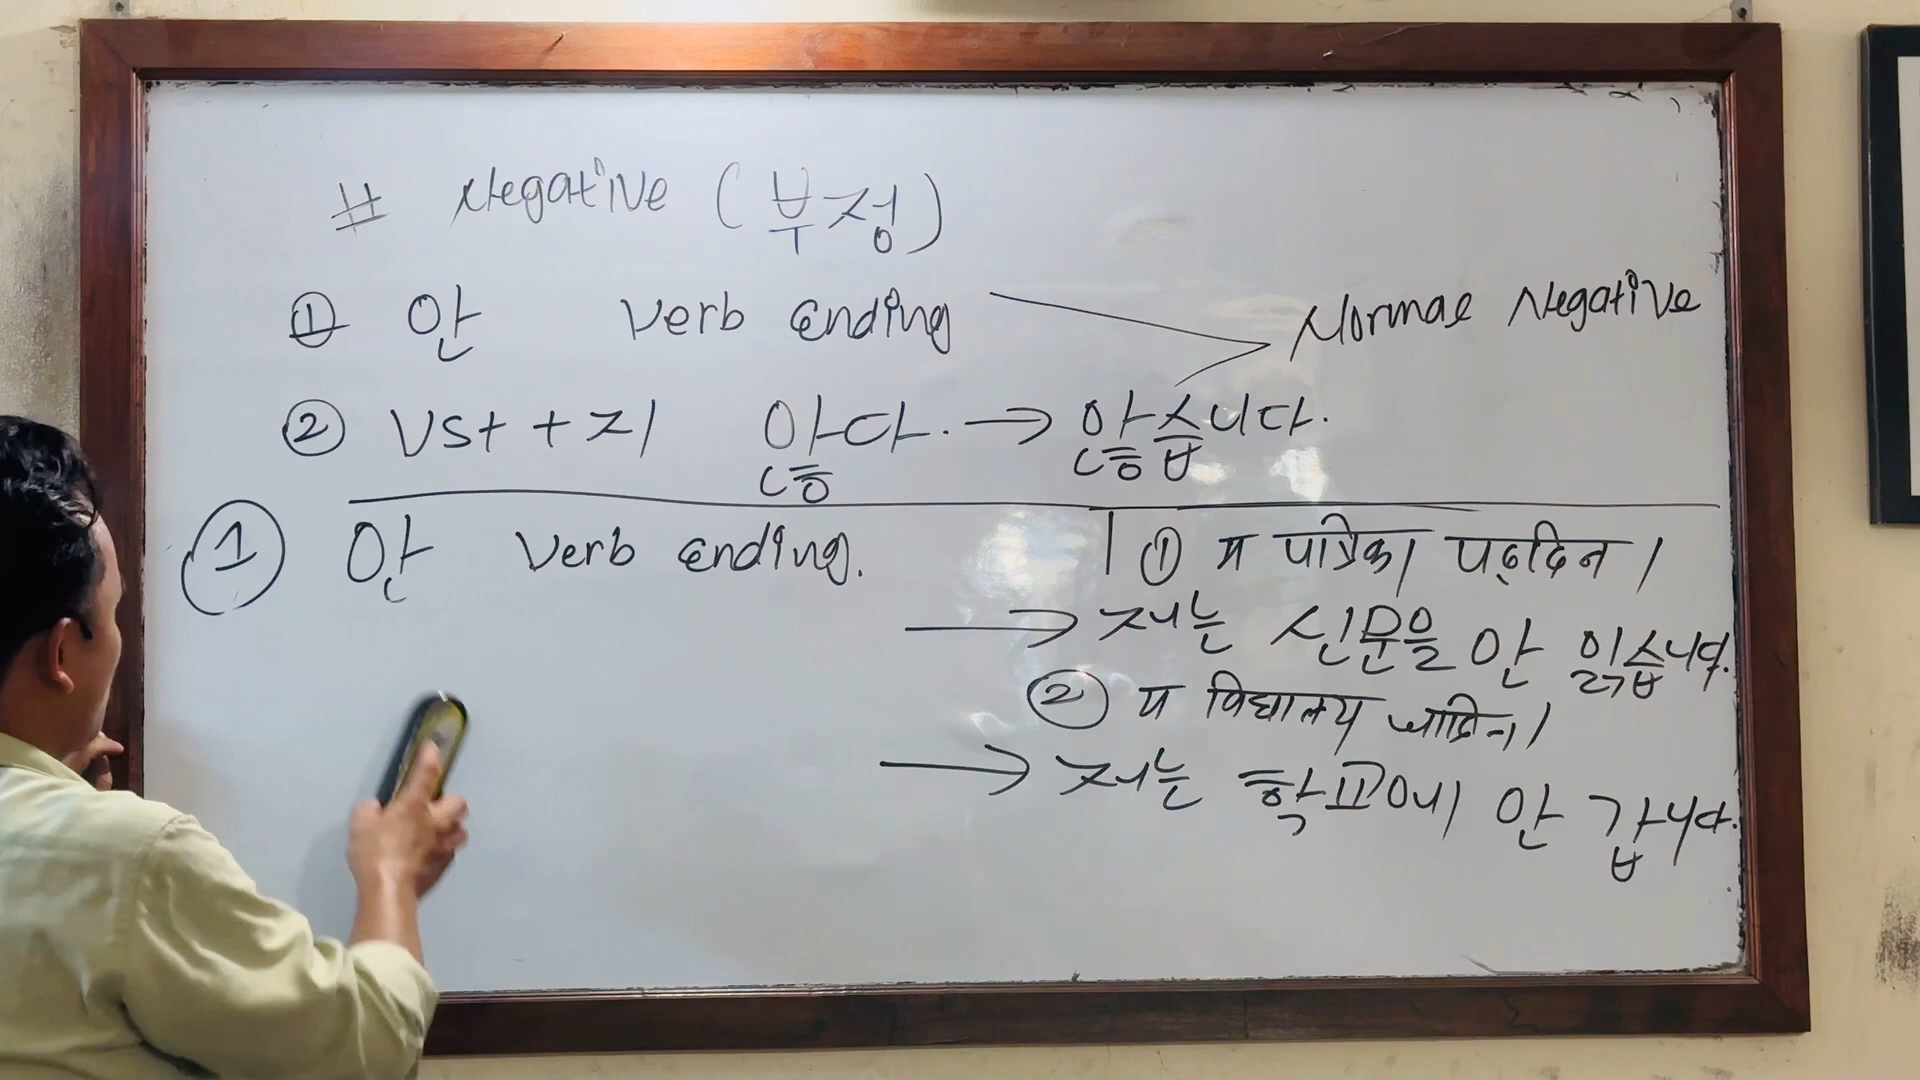 # Negative (부정)
① 안 verb ending Normal Negative
② Vst + 지 않다. → 않습니다.
① 안 verb ending.
① म पत्रिका पढ्दिन।
→ 저는 신문을 안 읽습니다.
② म विद्यालय जादिन।
→ 저는 학교에 안 갑니다.